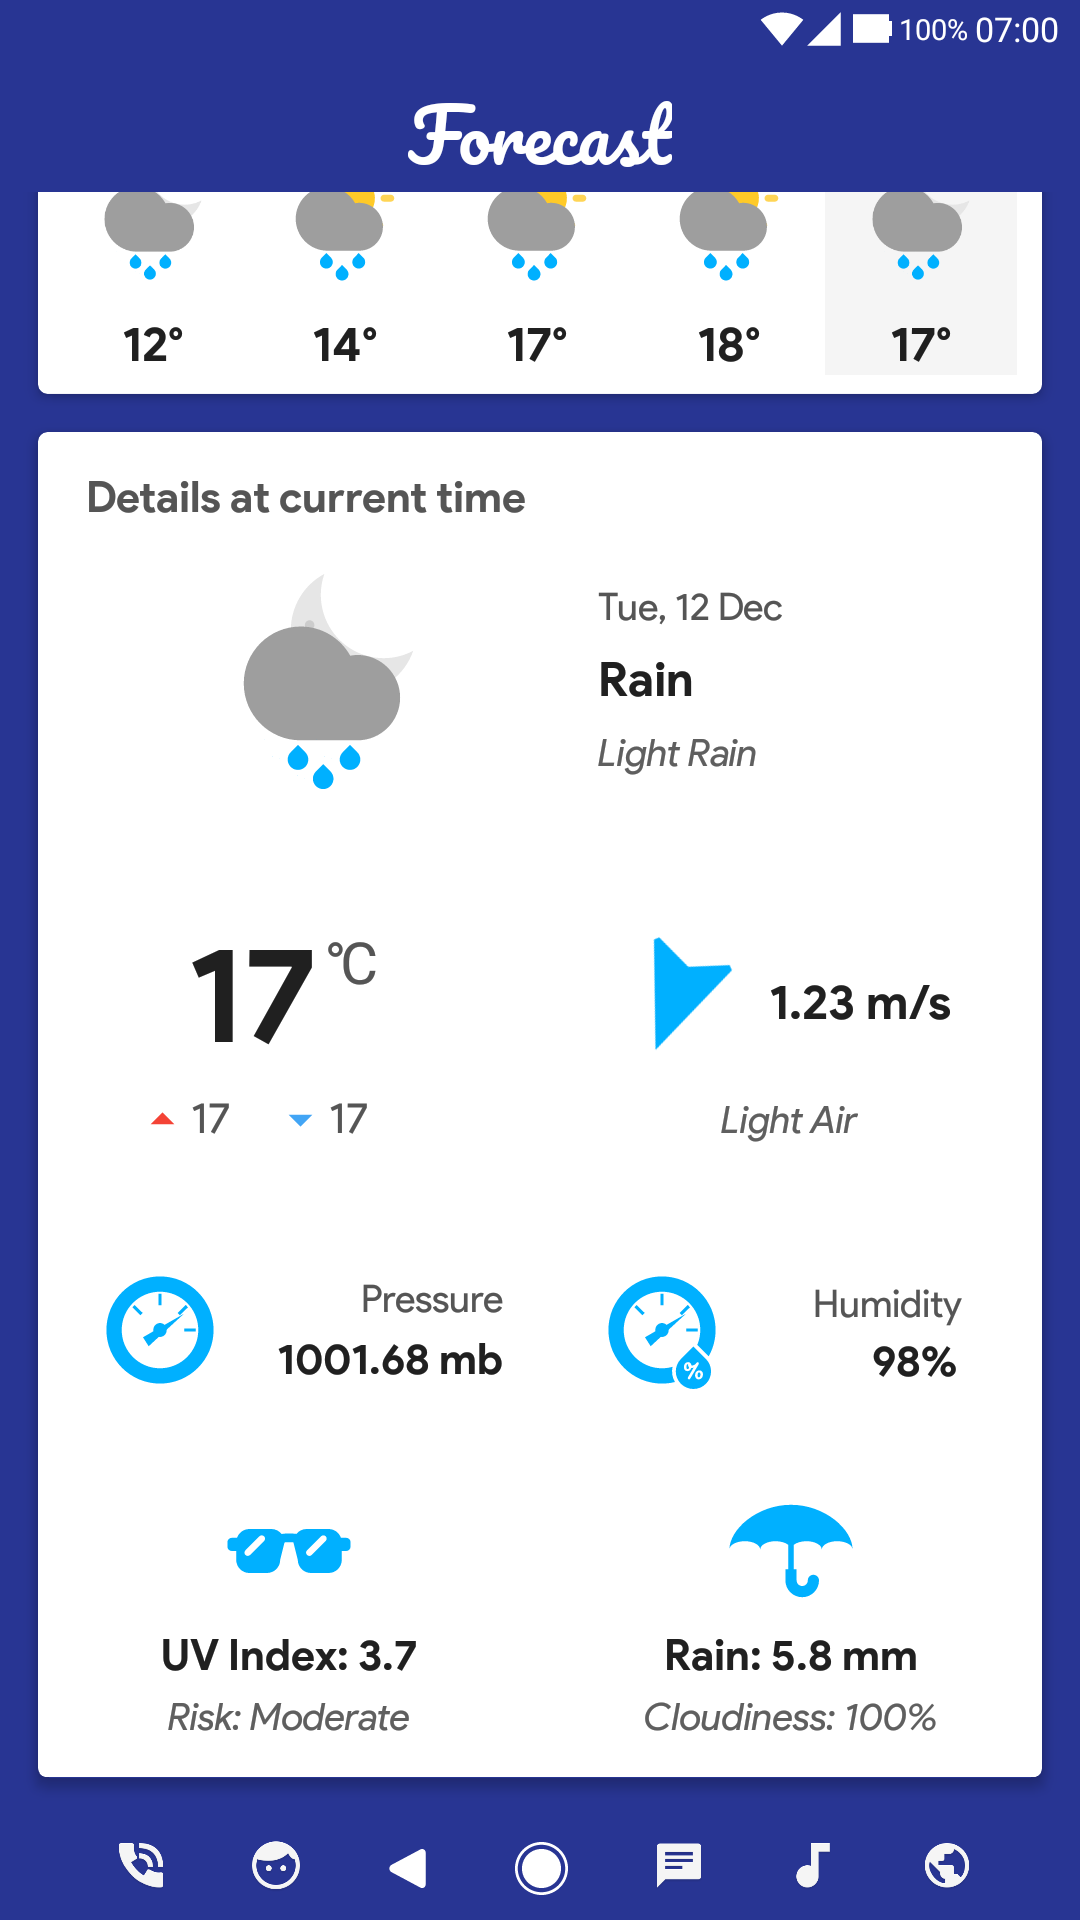 100% 07:00
Forecast
12° 14° 17° 18° 17°
Details at current time
Tue, 12 Dec
Rain
Light Rain
17 °C
1.23 m/s
17 17
Light Air
Pressure
1001.68 mb
Humidity
98%
%
UV Index: 3.7
Risk: Moderate
Rain: 5.8 mm
Cloudiness: 100%